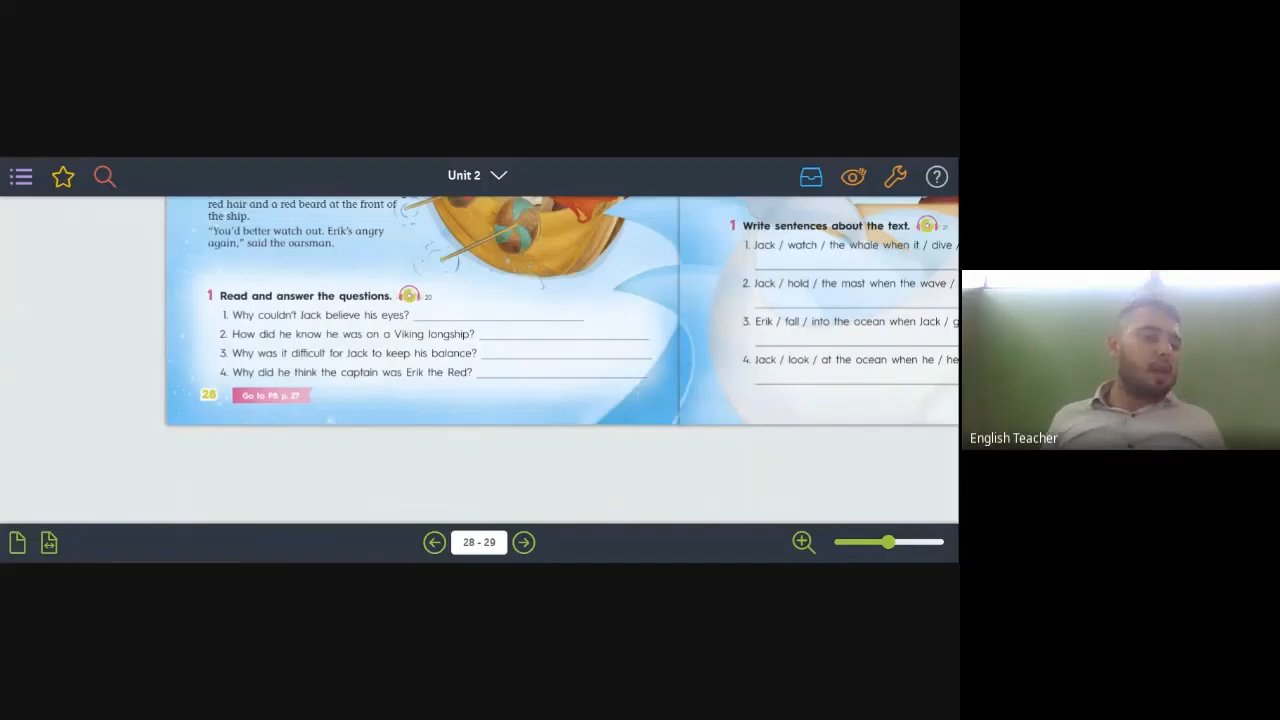 Unit 2
red hair and a red beard at the front of
the ship.
"You'd better watch out. Erik's angry
again," said the oarsman.
1 Read and answer the questions. 20
1. Why couldn't Jack believe his eyes?
2. How did he know he was on a Viking longship?
3. Why was it difficult for Jack to keep his balance?
4. Why did he think the captain was Erik the Red?
28 Go to PB p. 27
1 Write sentences about the text. 21
1. Jack / watch / the whale when it / dive /
2. Jack / hold / the mast when the wave /
3. Erik / fall / into the ocean when Jack / g
4. Jack / look / at the ocean when he / he
English Teacher
28 - 29